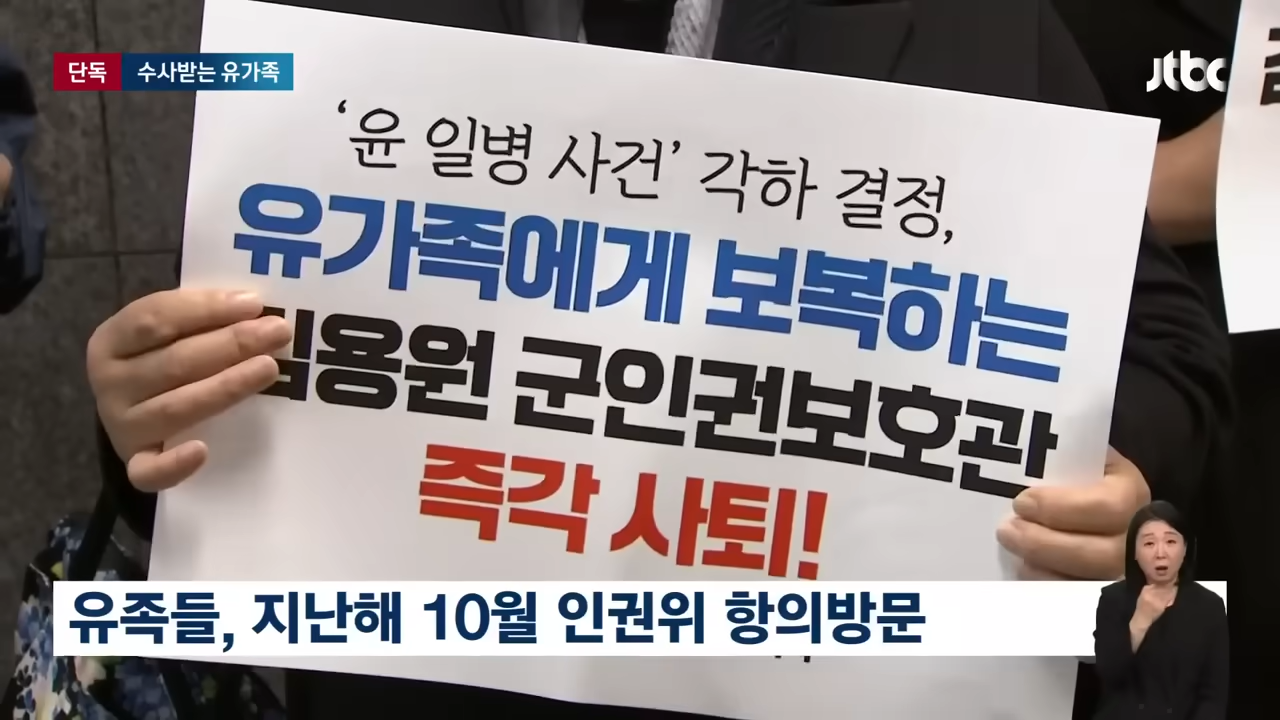 단독 수사받는 유가족
jtbc
‘윤 일병 사건’ 각하 결정,
유가족에게 보복하는
용원 군인권보호관
즉각 사퇴!
유족들, 지난해 10월 인권위 항의방문